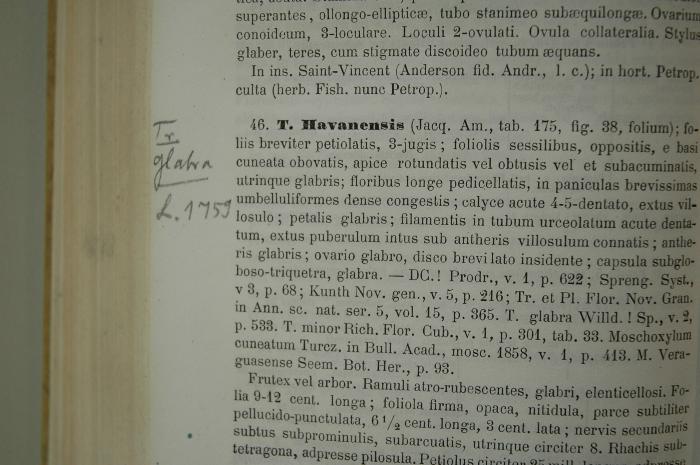 superantes, ollongo-ellipticæ, tubo stanimeo subæquilongæ. Ovarium
conoideum, 3-loculare. Loculi 2-ovulati. Ovula collateralia. Stylus
glaber, teres, cum stigmate discoideo tubum æquans.
In ins. Saint-Vincent (Anderson fid. Andr., l. c.); in hort. Petrop.
culta (herb. Fish. nunc Petrop.).
46. T. Havanensis (Jacq. Am., tab. 175, fig. 38, folium); fo-
liis breviter petiolatis, 3-jugis; foliolis sessilibus, oppositis, e basi
cuneata obovatis, apice rotundatis vel obtusis vel et subacuminatis,
utrinque glabris; floribus longe pedicellatis, in paniculas brevissimas
umbelluliformes dense congestis; calyce acute 4-5-dentato, extus vil-
losulo; petalis glabris; filamentis in tubum urceolatum acute denta-
tum, extus puberulum intus sub antheris villosulum connatis; anthe-
ris glabris; ovario glabro, disco brevi lato insidente; capsula subglo-
boso-triquetra, glabra. — DC.! Prodr., v. 1, p. 622; Spreng. Syst.,
v 3, p. 68; Kunth Nov. gen., v. 5, p. 216; Tr. et Pl. Flor. Nov. Gran.
in Ann. sc. nat. ser. 5, vol. 15, p. 365. T. glabra Willd.! Sp., v. 2,
p. 533. T. minor Rich. Flor. Cub., v. 1, p. 301, tab. 33. Moschoxylum
cuneatum Turcz. in Bull. Acad., mosc. 1858, v. 1, p. 413. M. Vera-
guasense Seem. Bot. Her., p. 93.
Frutex vel arbor. Ramuli atro-rubescentes, glabri, elenticellosi. Fo-
lia 9-12 cent. longa; foliola firma, opaca, nitidula, parce subtiliter
pellucido-punctulata, 6 1/2 cent. longa, 3 cent. lata; nervis secundariis
subtus subprominulis, subarcuatis, utrinque circiter 8. Rhachis sub-
tetragona, adpresse pilosula. Petiolus circiter 25 mill.
Tr.
glabra
L. 1759